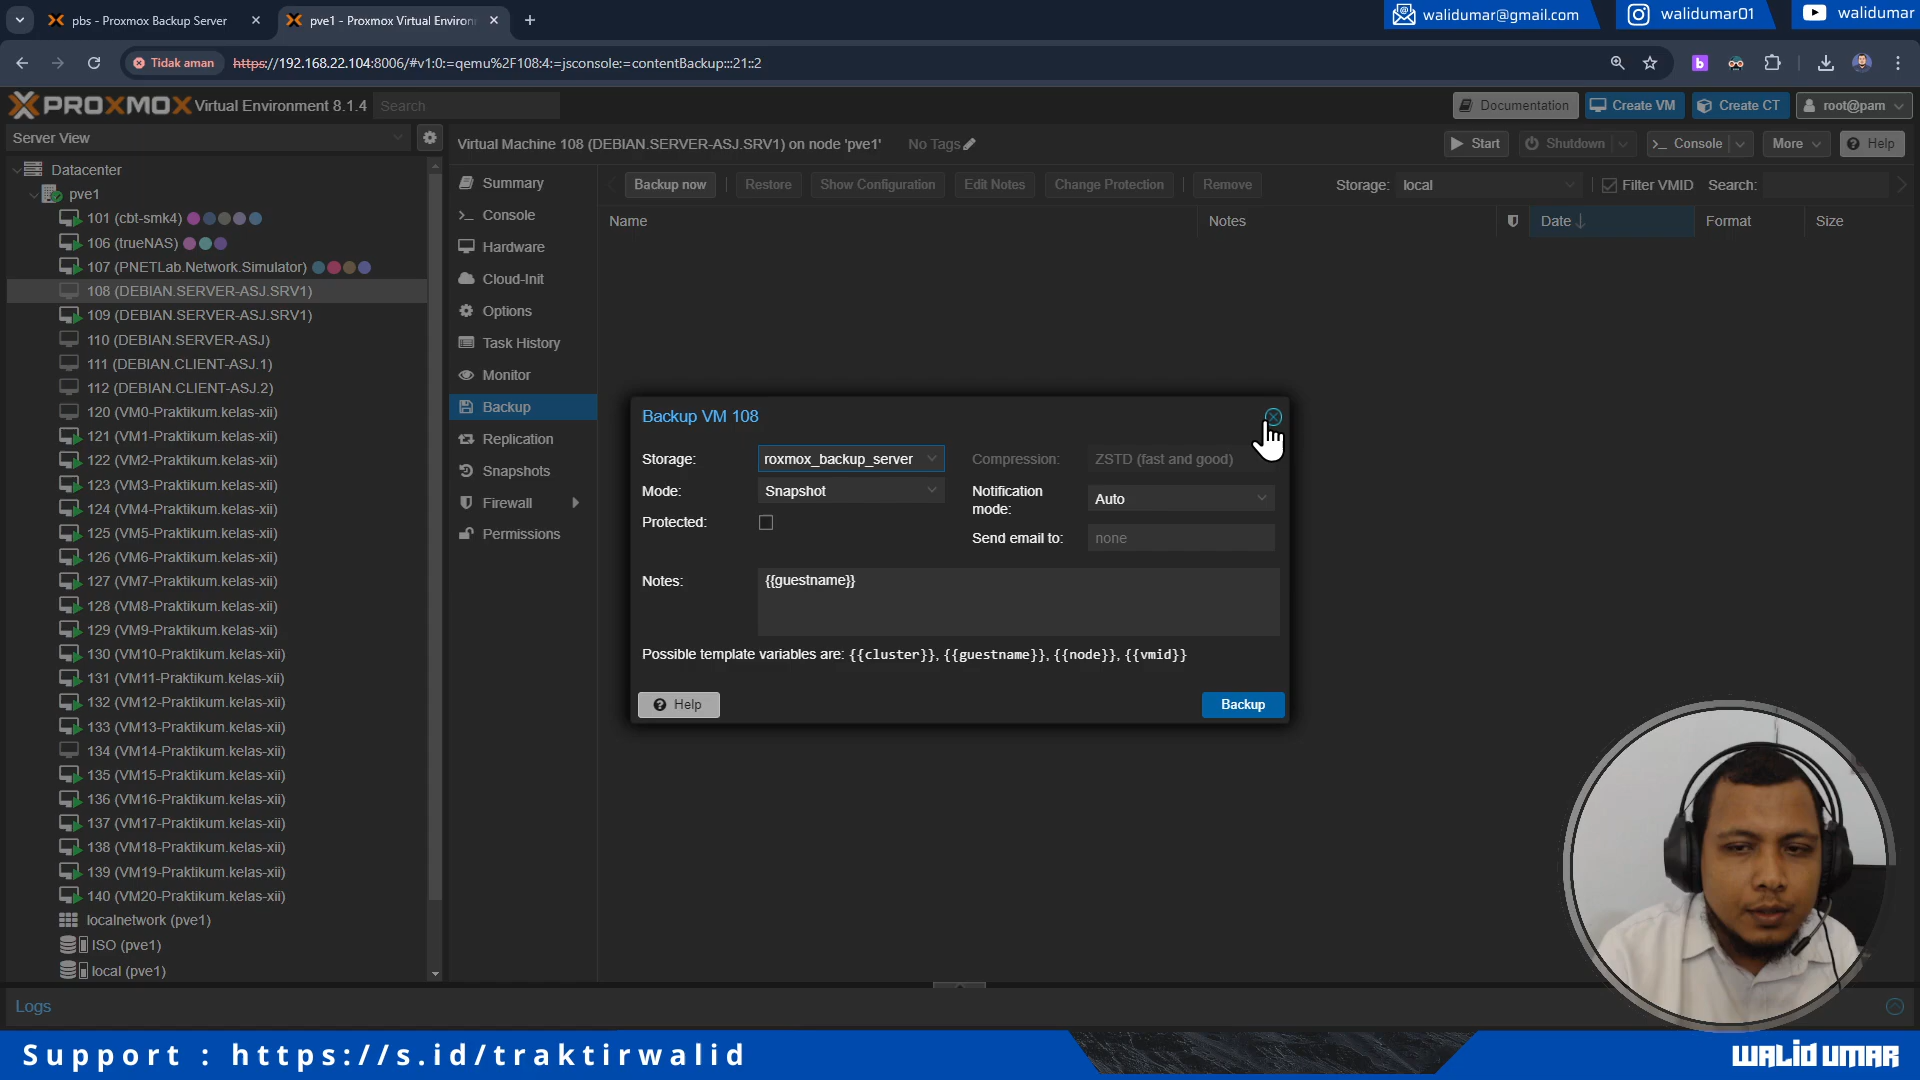 pbs - Proxmox Backup Server
pve1 - Proxmox Virtual Environ
walidumar@gmail.com
walidumar01
walidumar
Tidak aman
https://192.168.22.104:8006/#v1:0:=qemu%2F108:4:=jsconsole:=contentBackup:::21::2
PROXMOX Virtual Environment 8.1.4
Search
Documentation
Create VM
Create CT
root@pam
Server View
Virtual Machine 108 (DEBIAN.SERVER-ASJ.SRV1) on node 'pve1'
No Tags
Start
Shutdown
Console
More
Help
Datacenter
pve1
101 (cbt-smk4)
106 (trueNAS)
107 (PNETLab.Network.Simulator)
108 (DEBIAN.SERVER-ASJ.SRV1)
109 (DEBIAN.SERVER-ASJ.SRV1)
110 (DEBIAN.SERVER-ASJ)
111 (DEBIAN.CLIENT-ASJ.1)
112 (DEBIAN.CLIENT-ASJ.2)
120 (VM0-Praktikum.kelas-xii)
121 (VM1-Praktikum.kelas-xii)
122 (VM2-Praktikum.kelas-xii)
123 (VM3-Praktikum.kelas-xii)
124 (VM4-Praktikum.kelas-xii)
125 (VM5-Praktikum.kelas-xii)
126 (VM6-Praktikum.kelas-xii)
127 (VM7-Praktikum.kelas-xii)
128 (VM8-Praktikum.kelas-xii)
129 (VM9-Praktikum.kelas-xii)
130 (VM10-Praktikum.kelas-xii)
131 (VM11-Praktikum.kelas-xii)
132 (VM12-Praktikum.kelas-xii)
133 (VM13-Praktikum.kelas-xii)
134 (VM14-Praktikum.kelas-xii)
135 (VM15-Praktikum.kelas-xii)
136 (VM16-Praktikum.kelas-xii)
137 (VM17-Praktikum.kelas-xii)
138 (VM18-Praktikum.kelas-xii)
139 (VM19-Praktikum.kelas-xii)
140 (VM20-Praktikum.kelas-xii)
localnetwork (pve1)
ISO (pve1)
local (pve1)
Summary
Console
Hardware
Cloud-Init
Options
Task History
Monitor
Backup
Replication
Snapshots
Firewall
Permissions
Backup now
Restore
Show Configuration
Edit Notes
Change Protection
Remove
Storage:
local
Filter VMID
Search:
Name
Notes
Date
Format
Size
Backup VM 108
Storage:
roxmox_backup_server
Compression:
ZSTD (fast and good)
Mode:
Snapshot
Notification mode:
Auto
Protected:
Send email to:
none
Notes:
{{guestname}}
Possible template variables are: {{cluster}}, {{guestname}}, {{node}}, {{vmid}}
Help
Backup
Logs
Support : https://s.id/traktirwalid
WALID UMAR